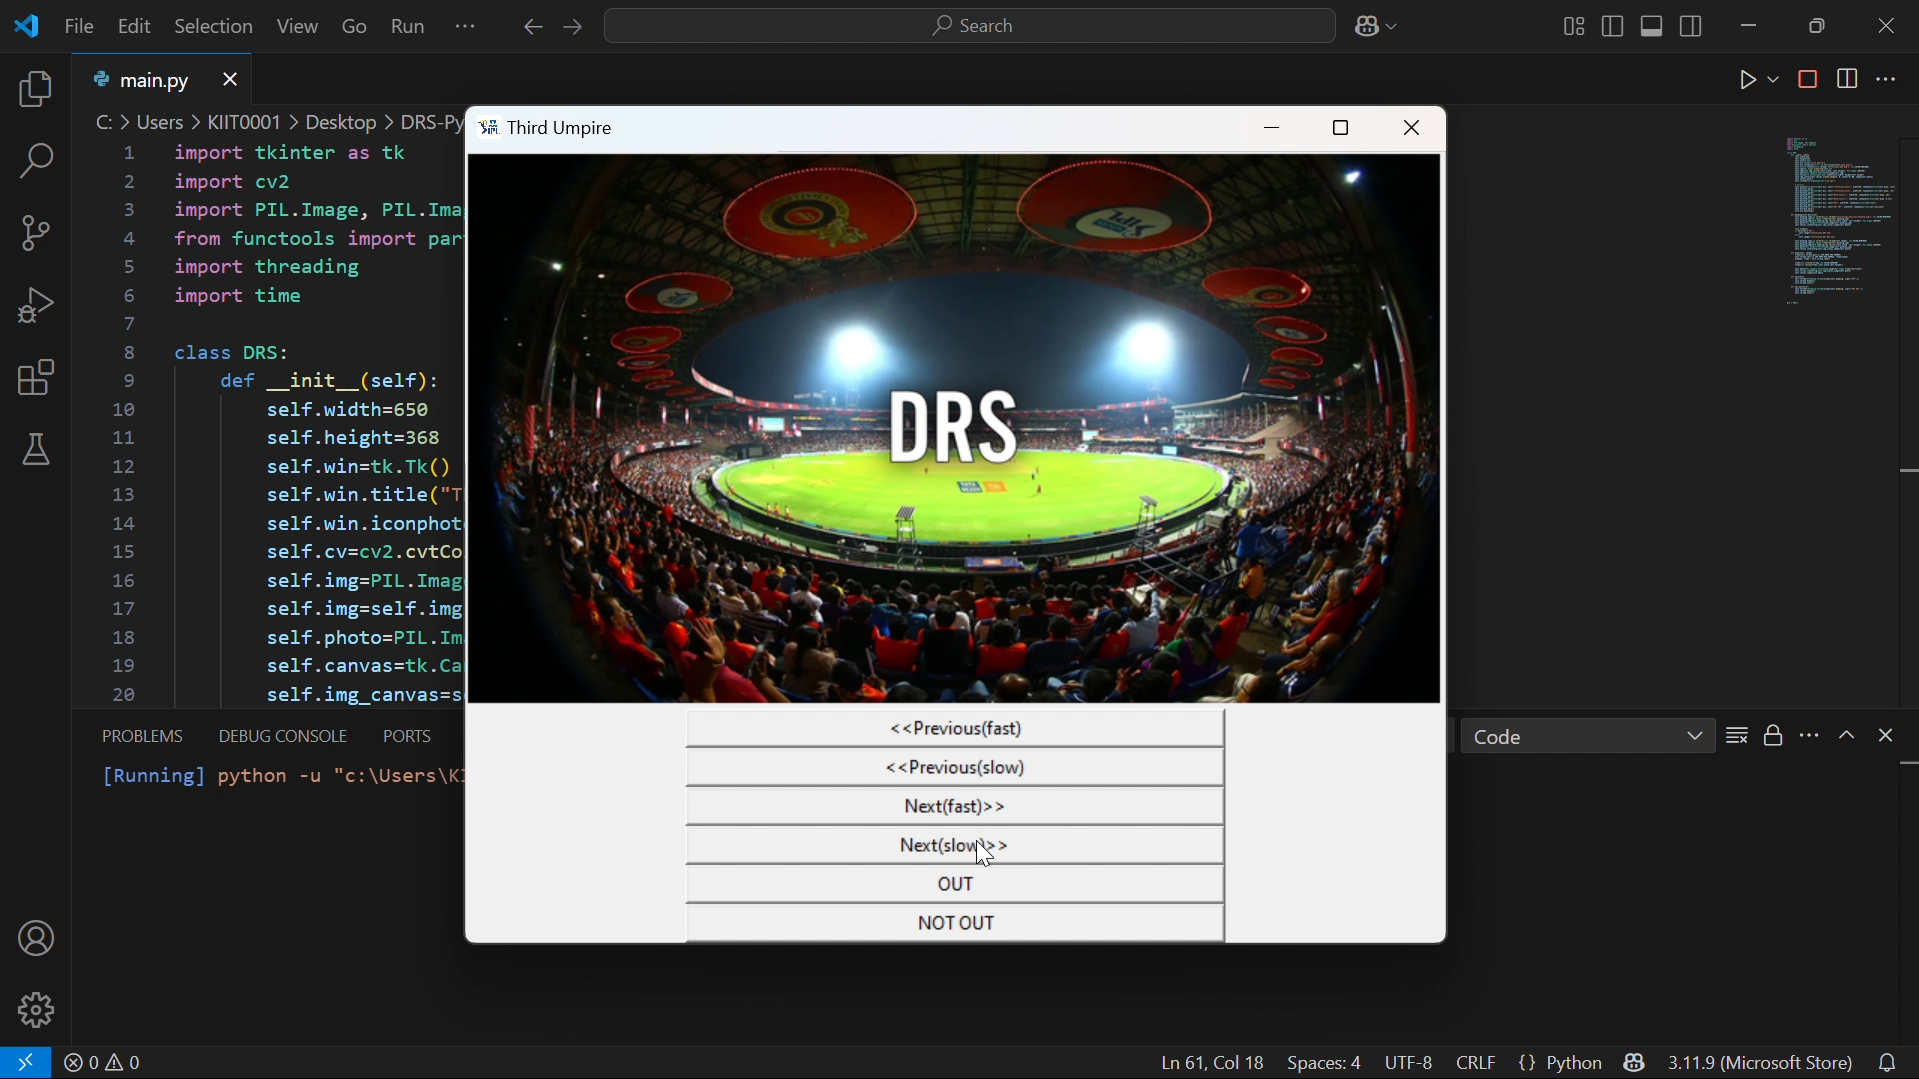 File Edit Selection View Go Run ···
Search
main.py
C: > Users > KIIT0001 > Desktop > DRS-Py
1 import tkinter as tk
2 import cv2
3 import PIL.Image, PIL.Ima
4 from functools import par
5 import threading
6 import time
7
8 class DRS:
9 def __init__(self):
10 self.width=650
11 self.height=368
12 self.win=tk.Tk()
13 self.win.title("T
14 self.win.iconphot
15 self.cv=cv2.cvtCo
16 self.img=PIL.Imag
17 self.img=self.img
18 self.photo=PIL.Im
19 self.canvas=tk.Ca
20 self.img_canvas=s
Third Umpire
DRS
<<Previous(fast)
<<Previous(slow)
Next(fast)>>
Next(slow)>>
OUT
NOT OUT
PROBLEMS DEBUG CONSOLE PORTS
Code
[Running] python -u "c:\Users\KI
0 0
Ln 61, Col 18 Spaces: 4 UTF-8 CRLF {} Python 3.11.9 (Microsoft Store)